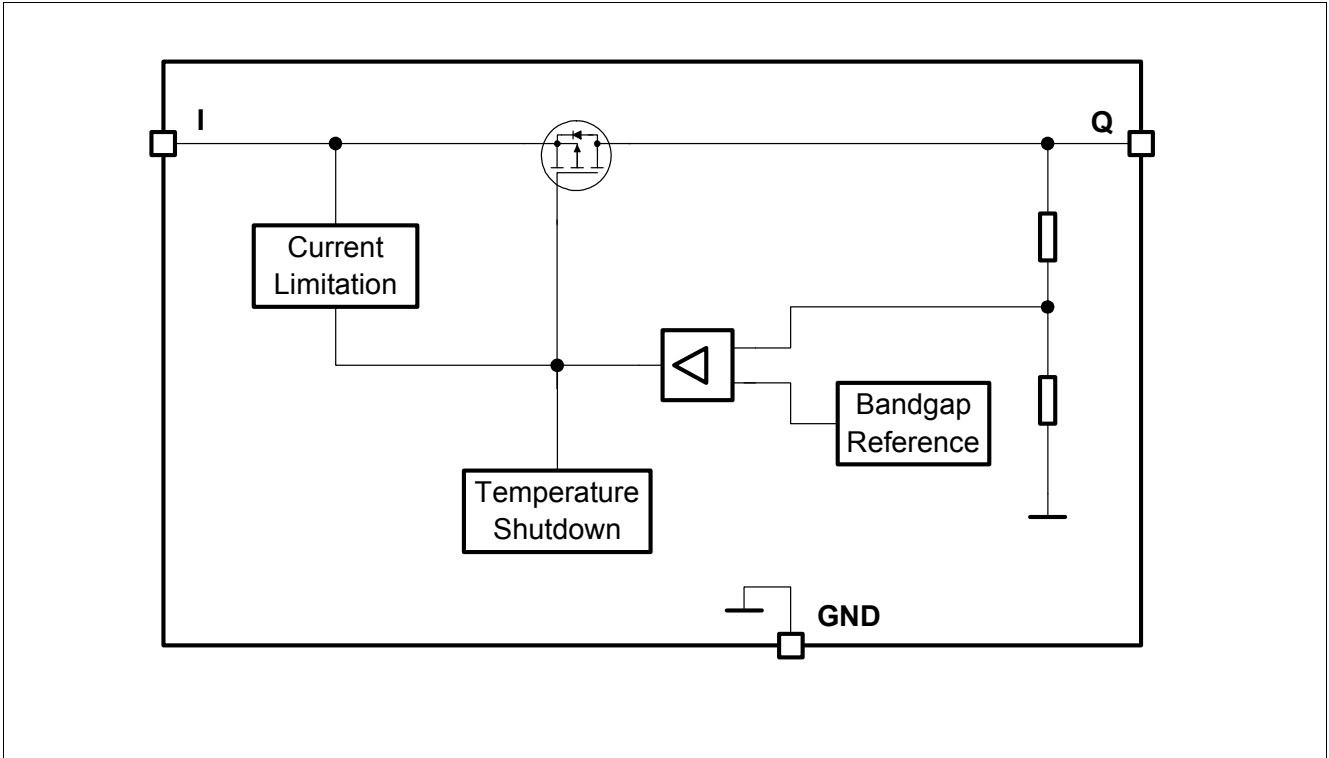 I
Q
Current
Limitation
Bandgap
Reference
Temperature
Shutdown
GND